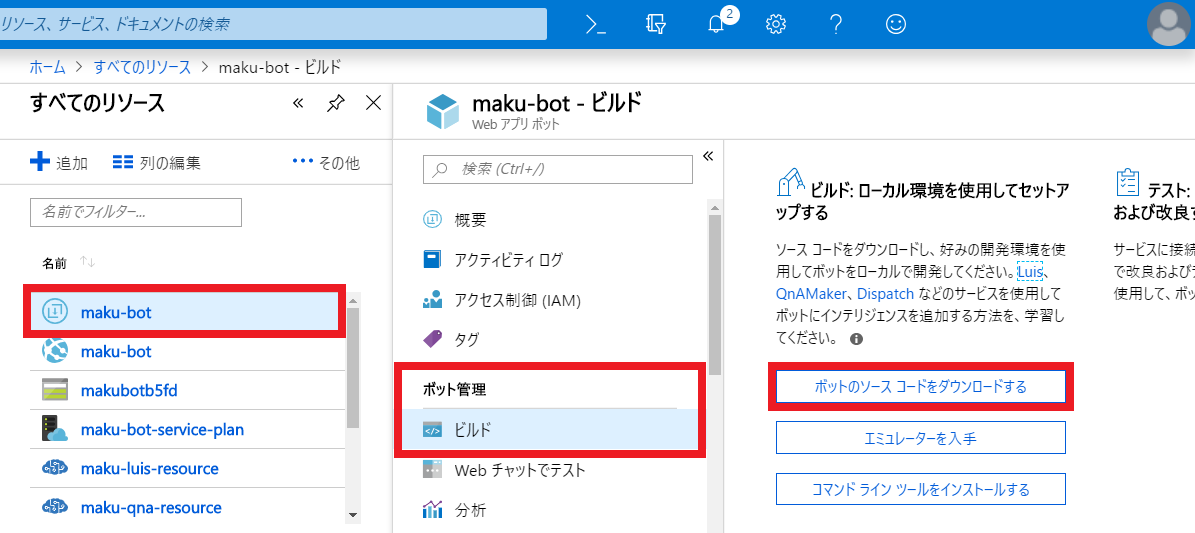 リソース、サービス、ドキュメントの検索
2
ホーム > すべてのリソース > maku-bot - ビルド
すべてのリソース
追加
列の編集
その他
名前でフィルター...
名前
maku-bot
maku-bot
makubotb5fd
maku-bot-service-plan
maku-luis-resource
maku-qna-resource
maku-bot - ビルド
Web アプリ ボット
検索 (Ctrl+/)
概要
アクティビティ ログ
アクセス制御 (IAM)
タグ
ボット管理
ビルド
Web チャットでテスト
分析
ビルド: ローカル環境を使用してセットア
ップする
ソース コードをダウンロードし、好みの開発環境を使
用してボットをローカルで開発してください。Luis、
QnAMaker、Dispatch などのサービスを使用して
ボットにインテリジェンスを追加する方法を、学習し
てください。
ボットのソース コードをダウンロードする
エミュレーターを入手
コマンド ライン ツールをインストールする
テスト:
および改良
サービスに接続
で改良および
使用して、ボッ